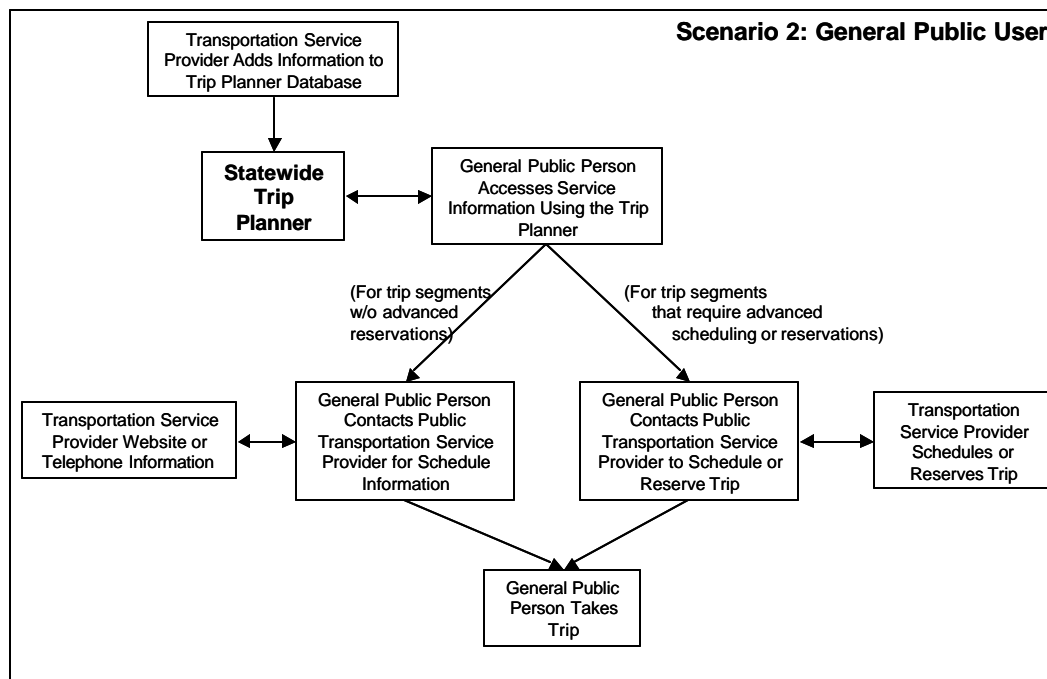 Scenario 2: General Public User
Transportation Service
Provider Adds Information to
Trip Planner Database
Statewide
Trip
Planner
General Public Person
Accesses Service
Information Using the Trip
Planner
(For trip segments
w/o advanced
reservations)
(For trip segments
that require advanced
scheduling or reservations)
Transportation Service
Provider Website or
Telephone Information
General Public Person
Contacts Public
Transportation Service
Provider for Schedule
Information
General Public Person
Contacts Public
Transportation Service
Provider to Schedule or
Reserve Trip
Transportation
Service Provider
Schedules or
Reserves Trip
General Public
Person Takes
Trip